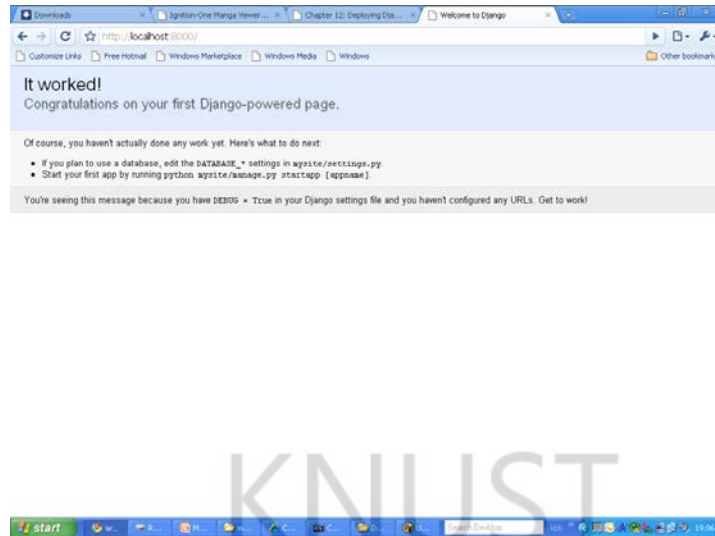 Downloads
Ignition-One Manga Viewer ...
Chapter 12: Deploying Dja...
Welcome to Django
http://localhost:8000/
Customize Links
Free Hotmail
Windows Marketplace
Windows Media
Windows
Other bookmark
It worked!
Congratulations on your first Django-powered page.
Of course, you haven't actually done any work yet. Here's what to do next:
If you plan to use a database, edit the DATABASE_* settings in mysite/settings.py.
Start your first app by running python mysite/manage.py startapp [appname].
You're seeing this message because you have DEBUG = True in your Django settings file and you haven't configured any URLs. Get to work!
KNUST
start
Search Desktop
19:06